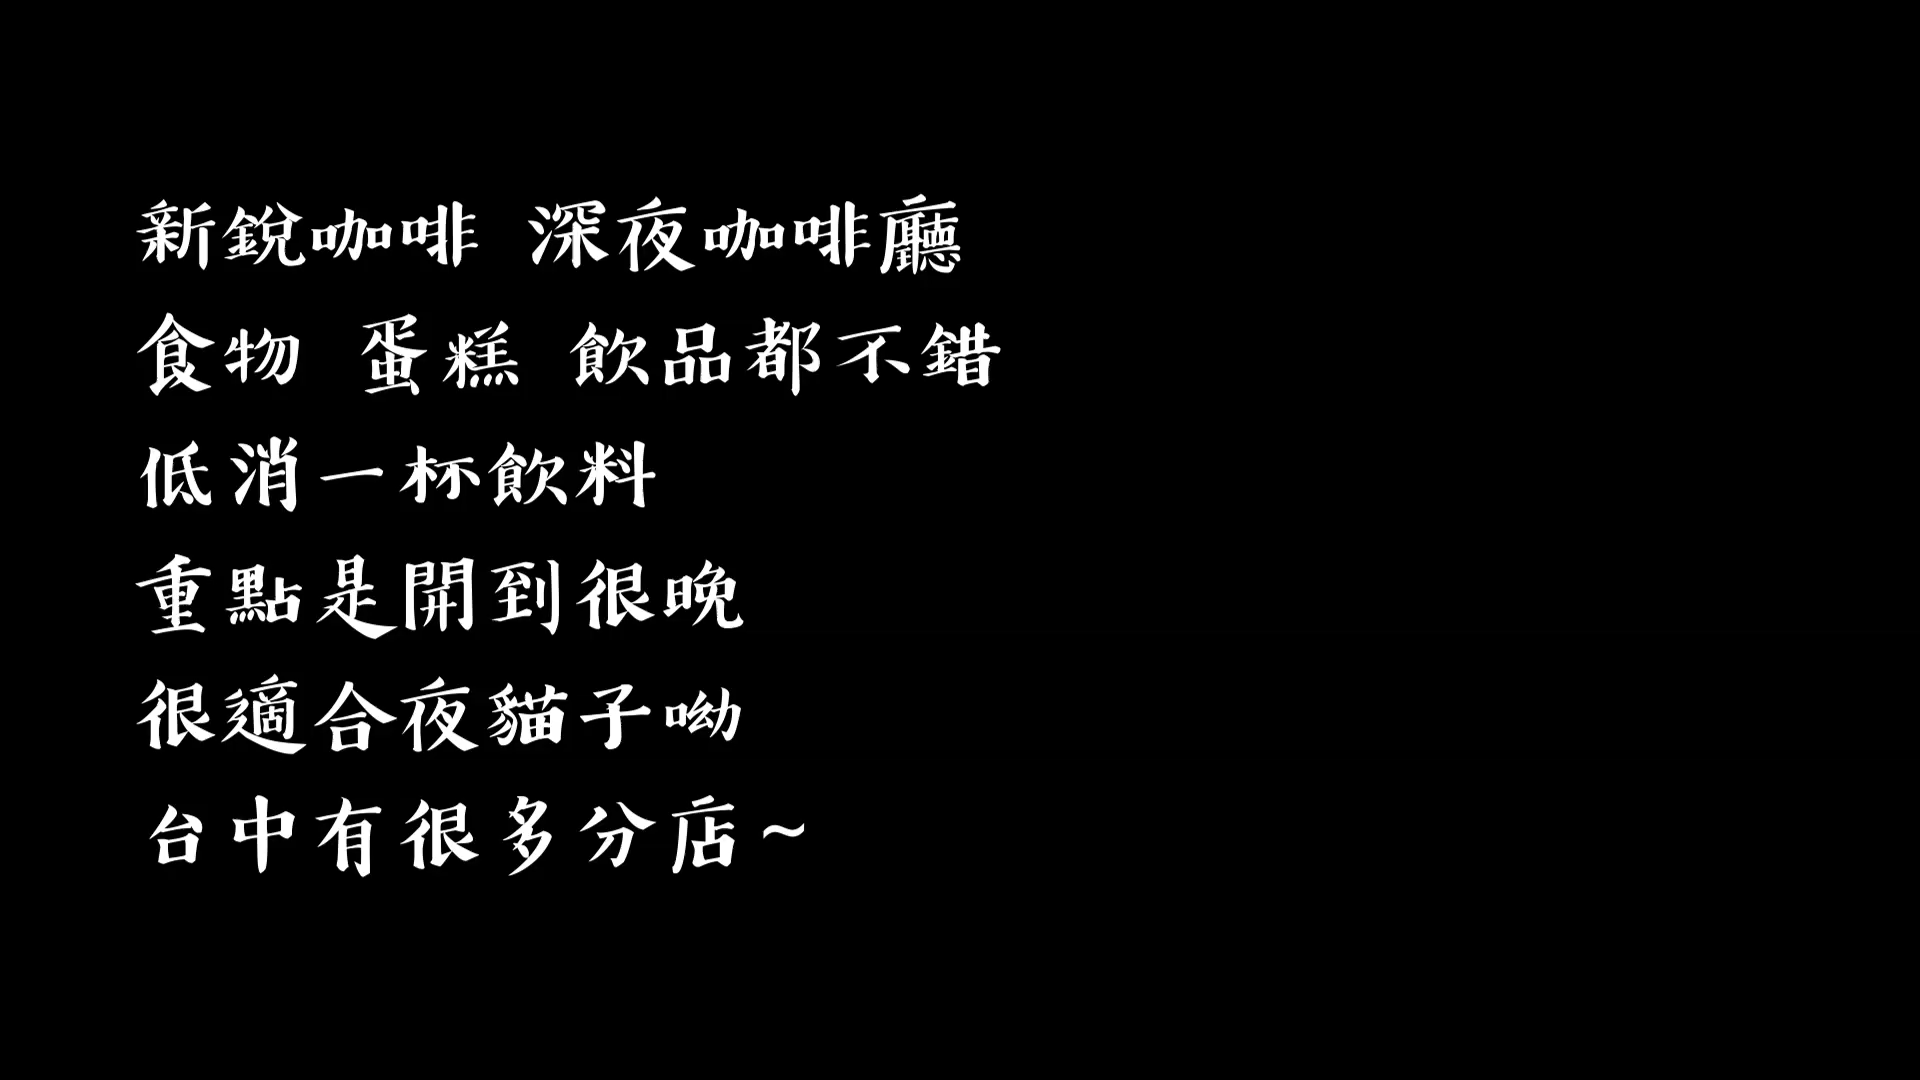 新銳咖啡 深夜咖啡廳
食物 蛋糕 飲品都不錯
低消一杯飲料
重點是開到很晚
很適合夜貓子呦
台中有很多分店~